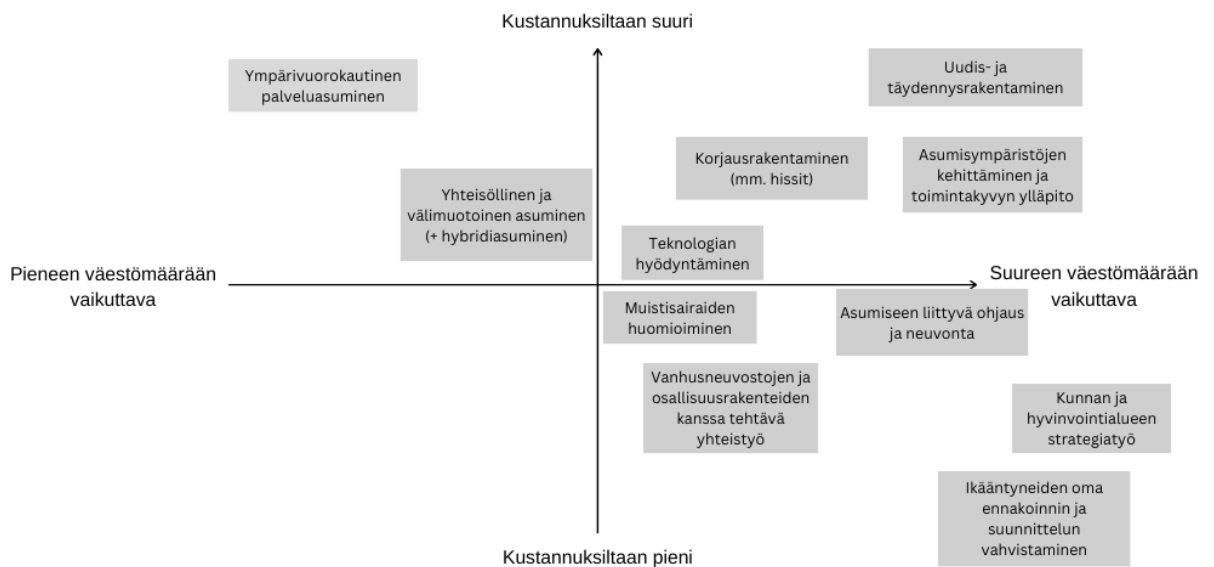 Kustannuksiltaan suuri
Ympärivuorokautinen
palveluasuminen
Uudis- ja
täydennysrakentaminen
Korjausrakentaminen
(mm. hissit)
Asumisympäristöjen
kehittäminen ja
toimintakyvyn ylläpito
Yhteisöllinen ja
välimuotoinen asuminen
(+ hybridiasuminen)
Teknologian
hyödyntäminen
Pieneen väestömäärään
vaikuttava
Suureen väestömäärään
vaikuttava
Muistisairaiden
huomioiminen
Asumiseen liittyvä ohjaus
ja neuvonta
Vanhusneuvostojen ja
osallisuusrakenteiden
kanssa tehtävä
yhteistyö
Kunnan ja
hyvinvointialueen
strategiatyö
Ikääntyneiden oma
ennakoinnin ja
suunnittelun
vahvistaminen
Kustannuksiltaan pieni